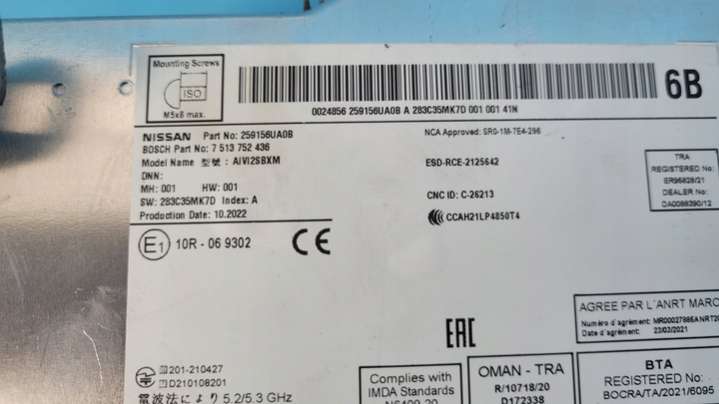 Mounting Screws
ISO
M5x8 max.
0024856 259156UA0B A 283C35MK7D 001 001 41N
6B
NISSAN Part No: 259156UA0B
BOSCH Part No: 7 513 752 436
Model Name 型號 : AIVI2SBXM
DNN:
MH: 001 HW: 001
SW: 283C35MK7D Index: A
Production Date: 10.2022
NCA Approved: SRG-1M-7E4-296
ESD-RCE-2125642
CNC ID: C-26213
CCAH21LP4850T4
TRA
REGISTERED No:
ER96828/21
DEALER No:
DA0088390/12
E1 10R - 06 9302
CE
AGREE PAR L'ANRT MAROC
Numéro d'agrément: MR00027885ANRT20
Date d'agrément: 23/02/2021
EAC
R 201-210427
T D210108201
電波法により 5.2/5.3 GHz
Complies with
IMDA Standards
OMAN - TRA
R/10718/20
D172338
BTA
REGISTERED No:
BOCRA/TA/2021/6095